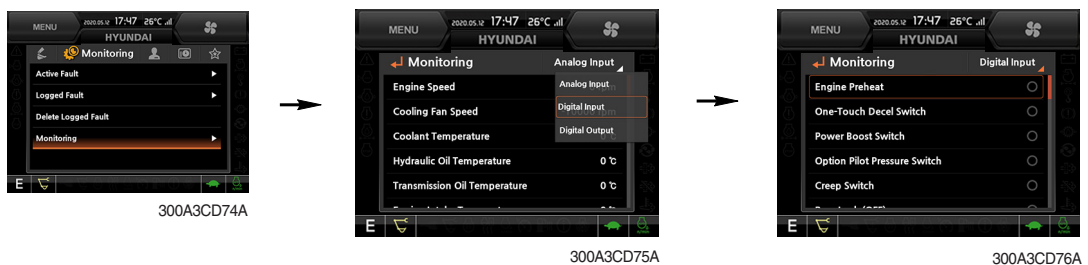 MENU
2020.05.12 17:47 26°C
HYUNDAI
Monitoring
Active Fault
Logged Fault
Delete Logged Fault
Monitoring
E
300A3CD74A
MENU
2020.05.12 17:47 26°C
HYUNDAI
Monitoring
Analog Input
Engine Speed
Analog Input
Cooling Fan Speed
Digital Input
Coolant Temperature
Digital Output
Hydraulic Oil Temperature 0 ℃
Transmission Oil Temperature 0 ℃
E
300A3CD75A
MENU
2020.05.12 17:47 26°C
HYUNDAI
Monitoring
Digital Input
Engine Preheat
One-Touch Decel Switch
Power Boost Switch
Option Pilot Pressure Switch
Creep Switch
E
300A3CD76A